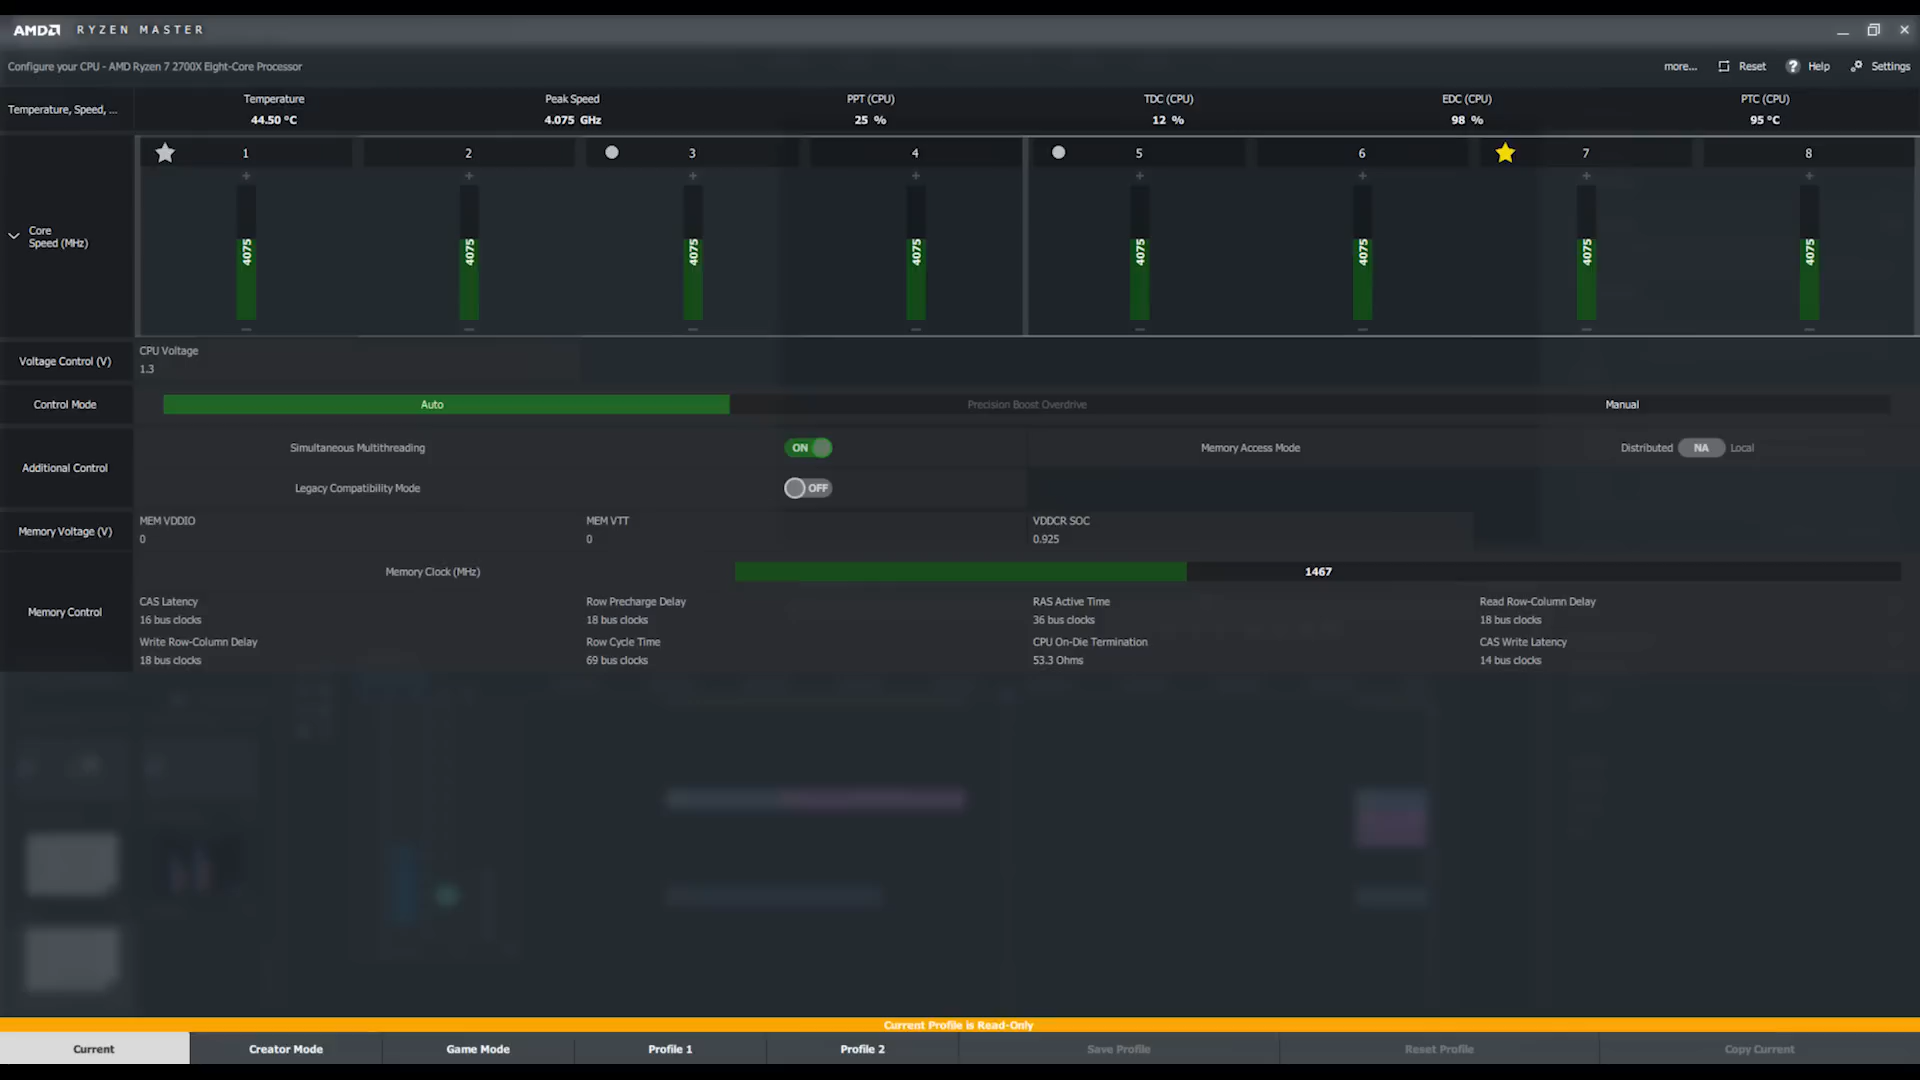 AMD RYZEN MASTER
Configure your CPU - AMD Ryzen 7 2700X Eight-Core Processor
more... Reset ? Help Settings
Temperature, Speed, ...
Temperature Peak Speed PPT (CPU) TDC (CPU) EDC (CPU) PTC (CPU)
44.50 °C 4.075 GHz 25 % 12 % 98 % 95 °C
1 2 3 4 5 6 7 8
Core
Speed (MHz)
4075 4075 4075 4075 4075 4075 4075 4075
Voltage Control (V)
CPU Voltage
1.3
Control Mode Auto Precision Boost Overdrive Manual
Additional Control
Simultaneous Multithreading ON Memory Access Mode Distributed NA Local
Legacy Compatibility Mode OFF
Memory Voltage (V)
MEM VDDIO MEM VTT VDDCR SOC
0 0 0.925
Memory Control
Memory Clock (MHz) 1467
CAS Latency Row Precharge Delay RAS Active Time Read Row-Column Delay
16 bus clocks 18 bus clocks 36 bus clocks 18 bus clocks
Write Row-Column Delay Row Cycle Time CPU On-Die Termination CAS Write Latency
18 bus clocks 69 bus clocks 53.3 Ohms 14 bus clocks
Current Profile is Read-Only
Current Creator Mode Game Mode Profile 1 Profile 2 Save Profile Reset Profile Copy Current